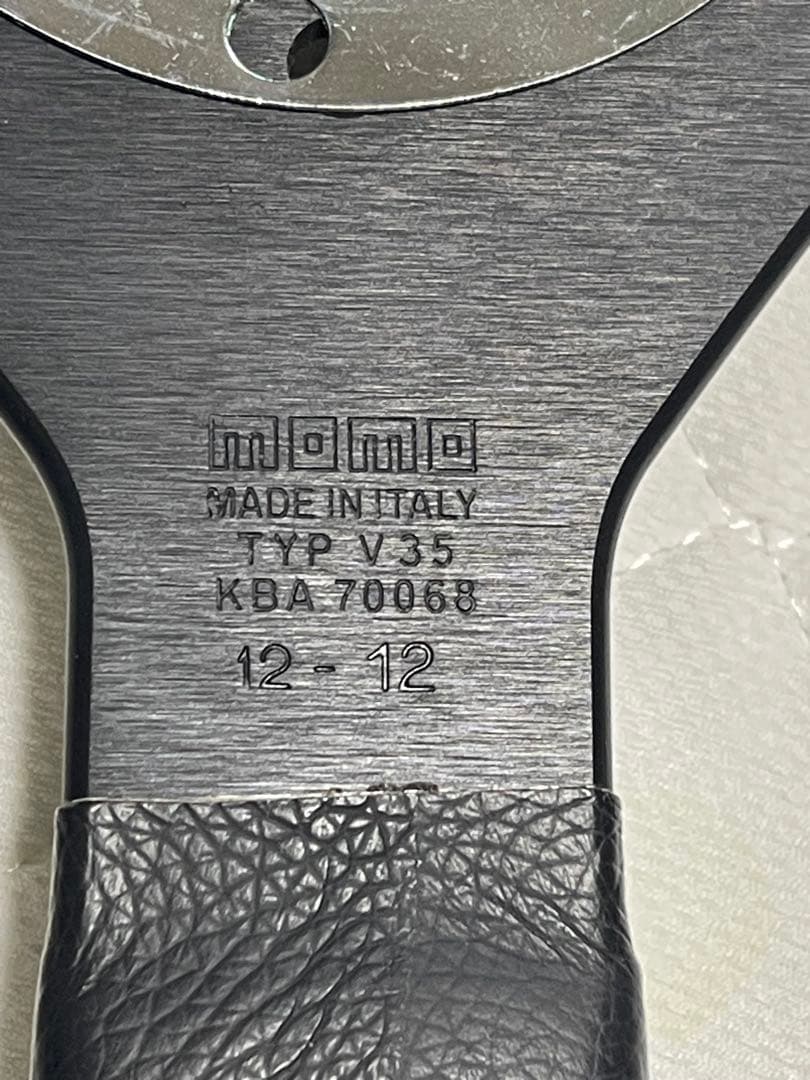 momo
MADE IN ITALY
TYP V35
KBA 70068
12 - 12